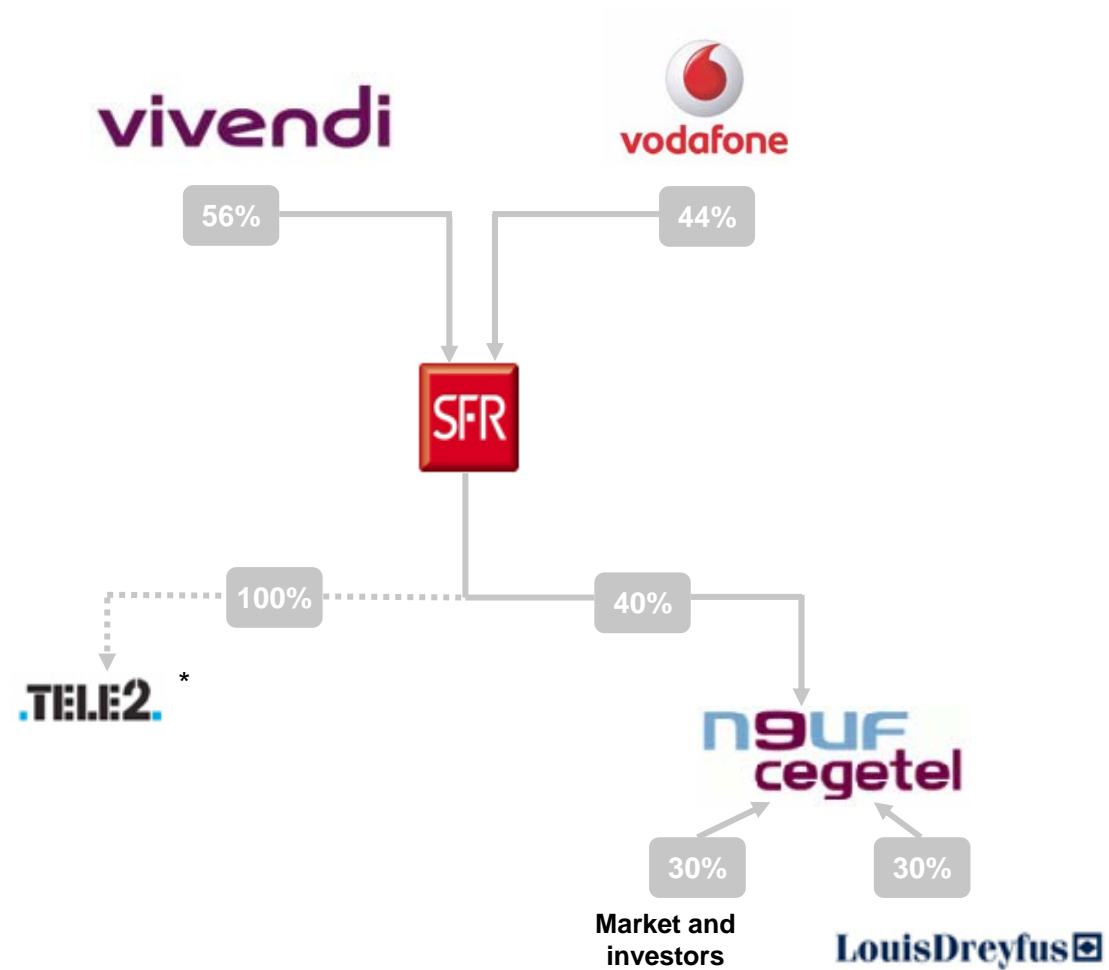 vivendi
vodafone
56%
44%
SFR
100%
40%
.TELE2. *
n9uf
cegetel
30%
30%
Market and
investors
LouisDreyfus